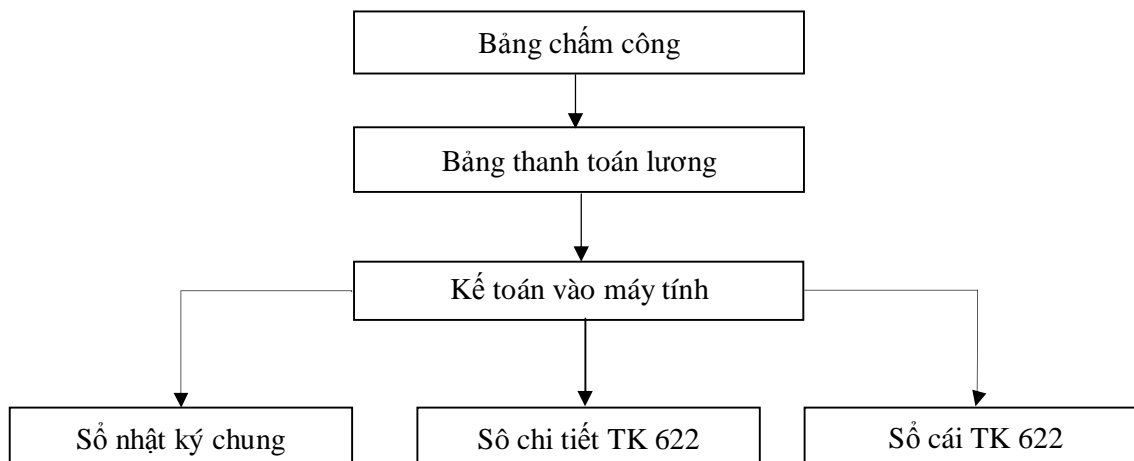 Bảng chấm công
Bảng thanh toán lương
Kế toán vào máy tính
Sổ nhật ký chung
Sô chi tiết TK 622
Sổ cái TK 622